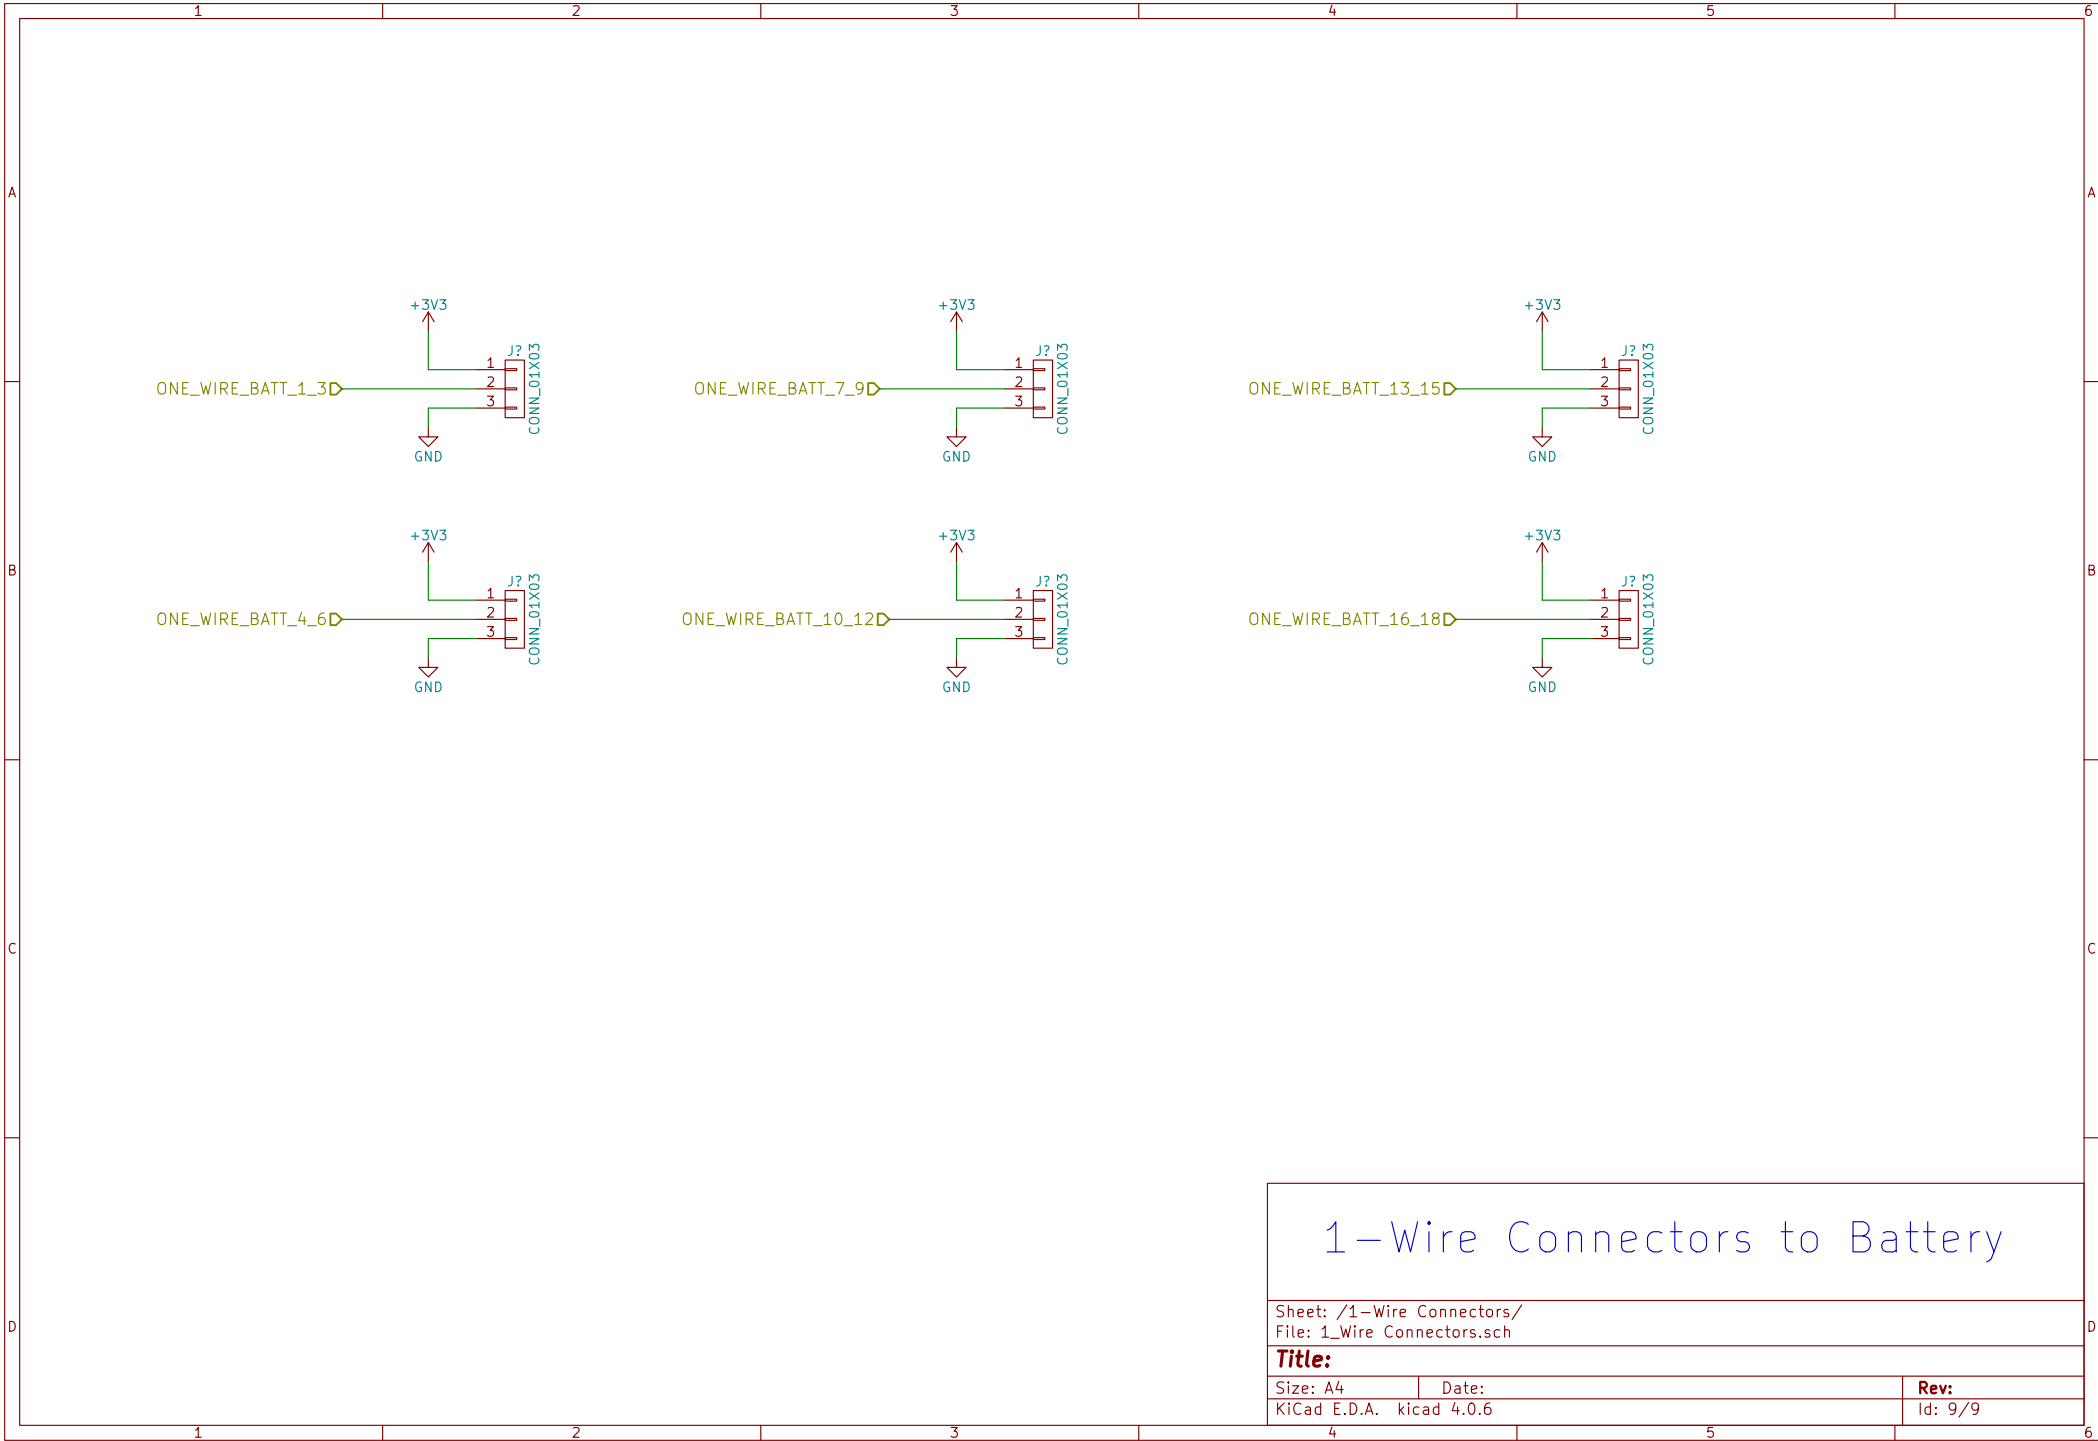 1 2 3 4 5 6
A A
+3V3 +3V3 +3V3
J? J? J?
CONN_01X03 CONN_01X03 CONN_01X03
1 1 1
ONE_WIRE_BATT_1_3 2 ONE_WIRE_BATT_7_9 2 ONE_WIRE_BATT_13_15 2
3 3 3
GND GND GND
+3V3 +3V3 +3V3
B B
J? J? J?
CONN_01X03 CONN_01X03 CONN_01X03
1 1 1
ONE_WIRE_BATT_4_6 2 ONE_WIRE_BATT_10_12 2 ONE_WIRE_BATT_16_18 2
3 3 3
GND GND GND
C C
1-Wire Connectors to Battery
Sheet: /1-Wire Connectors/
D D
File: 1_Wire Connectors.sch
Title:
Size: A4 Date: Rev:
KiCad E.D.A. kicad 4.0.6 Id: 9/9
1 2 3 4 5 6